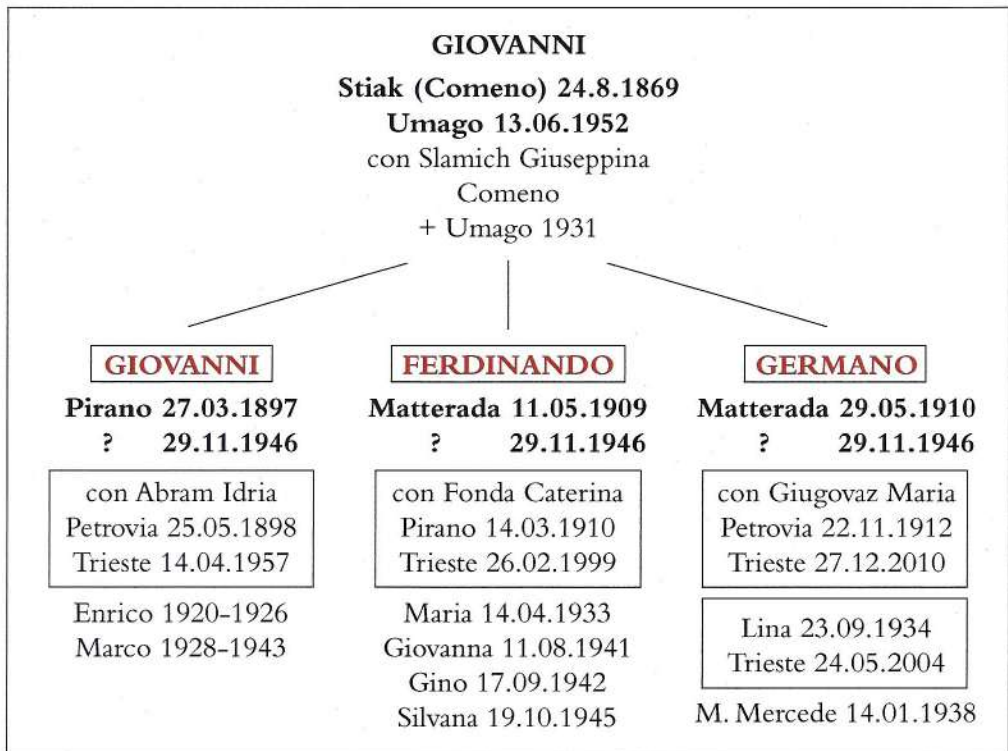 GIOVANNI
Stiak (Comeno) 24.8.1869
Umago 13.06.1952
con Slamich Giuseppina
Comeno
+ Umago 1931
GIOVANNI
Pirano 27.03.1897
? 29.11.1946
con Abram Idria
Petrovia 25.05.1898
Trieste 14.04.1957
Enrico 1920-1926
Marco 1928-1943
FERDINANDO
Matterada 11.05.1909
? 29.11.1946
con Fonda Caterina
Pirano 14.03.1910
Trieste 26.02.1999
Maria 14.04.1933
Giovanna 11.08.1941
Gino 17.09.1942
Silvana 19.10.1945
GERMANO
Matterada 29.05.1910
? 29.11.1946
con Giugovaz Maria
Petrovia 22.11.1912
Trieste 27.12.2010
Lina 23.09.1934
Trieste 24.05.2004
M. Mercede 14.01.1938